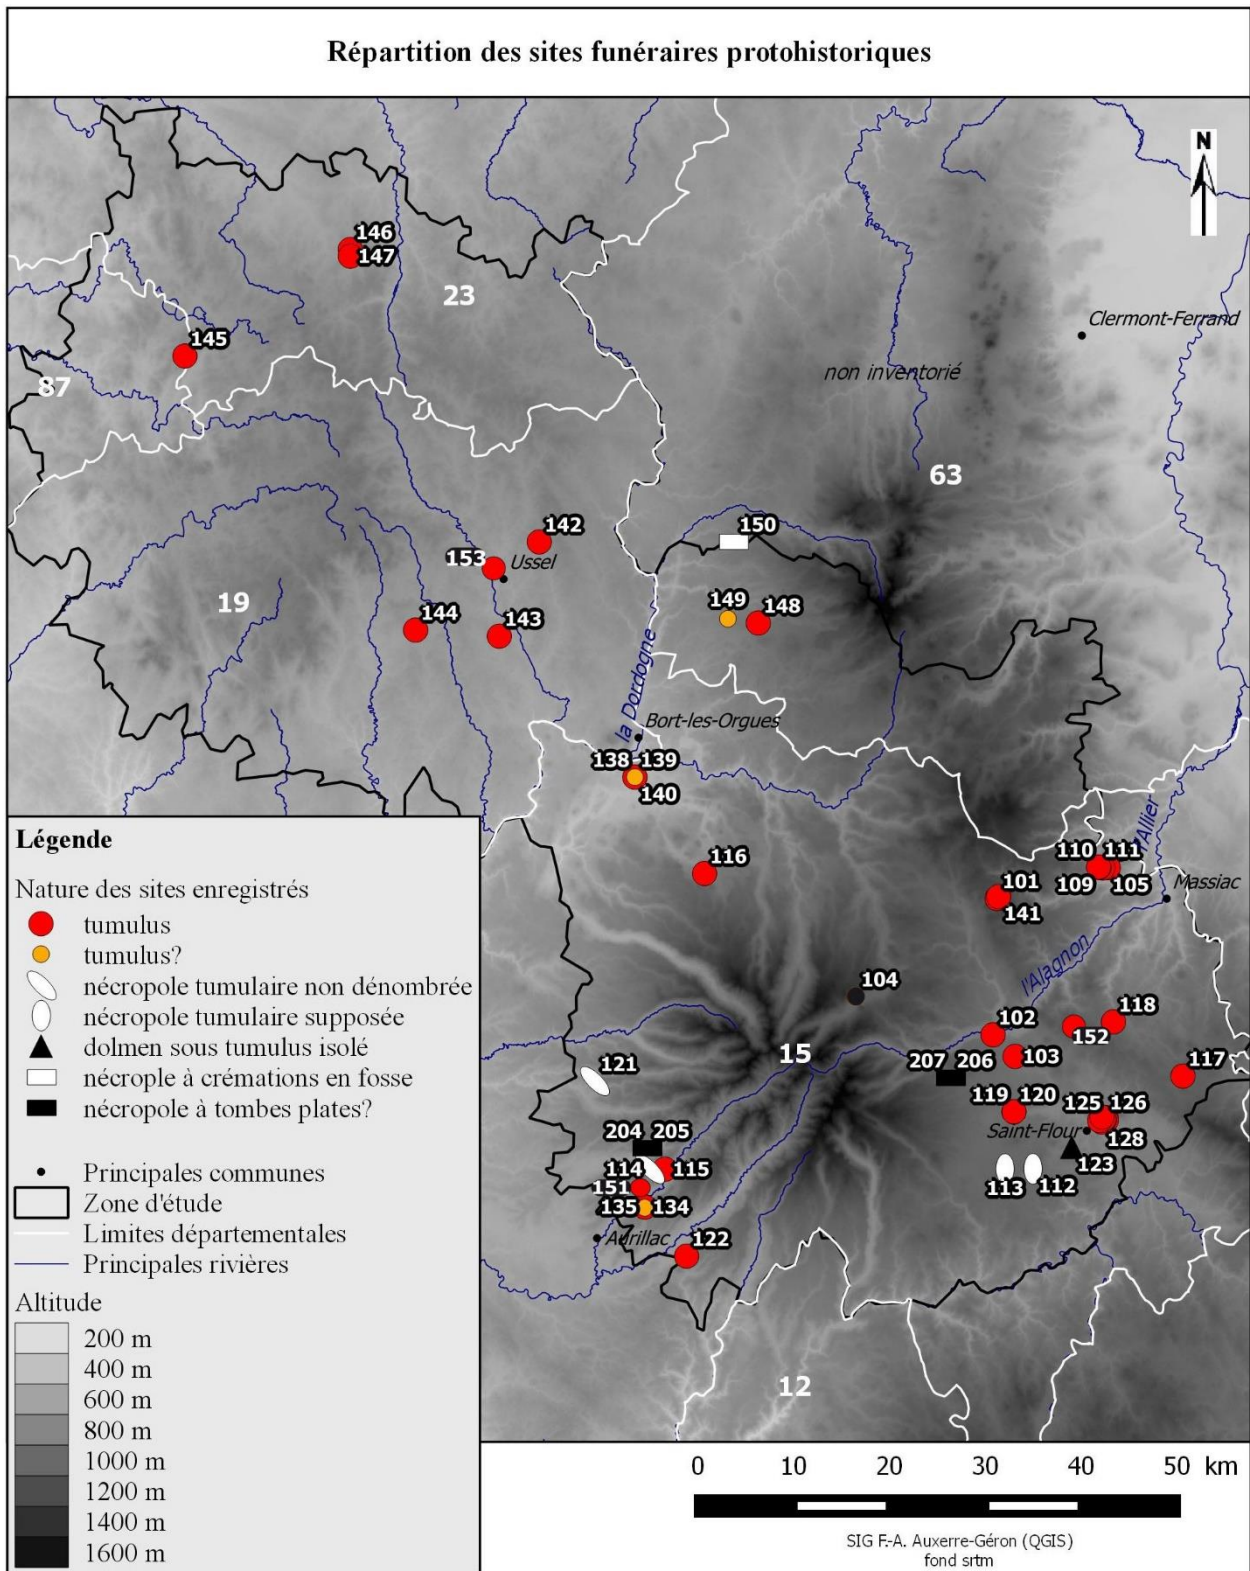 Répartition des sites funéraires protohistoriques
N
146
147
23
Clermont-Ferrand
145
non inventorié
87
63
150
142
153 Ussel
149 148
19
144 143
la Dordogne
Bort-les-Orgues
138 139
140
l'Allier
110 111
116
101
109 105
Massiac
141
l'Alagnon
104
118
102
152
15
103
121
207 206
117
119 120
125 126
204 205
Saint-Flour
128
114 115
123
113 112
151
135 134
Aurillac
122
12
Légende
Nature des sites enregistrés
tumulus
tumulus?
nécropole tumulaire non dénombrée
nécropole tumulaire supposée
dolmen sous tumulus isolé
nécrople à crémations en fosse
nécropole à tombes plates?
Principales communes
Zone d'étude
Limites départementales
Principales rivières
Altitude
200 m
400 m
600 m
800 m
1000 m
1200 m
1400 m
1600 m
0 10 20 30 40 50 km
SIG F.-A. Auxerre-Géron (QGIS)
fond srtm